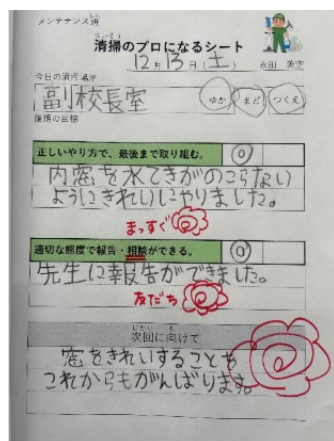 メンテナンス班
清掃のプロになるシート
12月13日(土)
今日の清掃場所
副校長室
ゆか まど つくえ
後期の目標
正しいやり方で、最後まで取り組む。 ◎
内窓を水てきがのこらない
ようにきれいにやりました。
まっすぐ
適切な態度で報告・相談ができる。 ◎
先生に報告ができました。
友だち
次回に向けて
窓をきれいすることも
これからもがんばります。